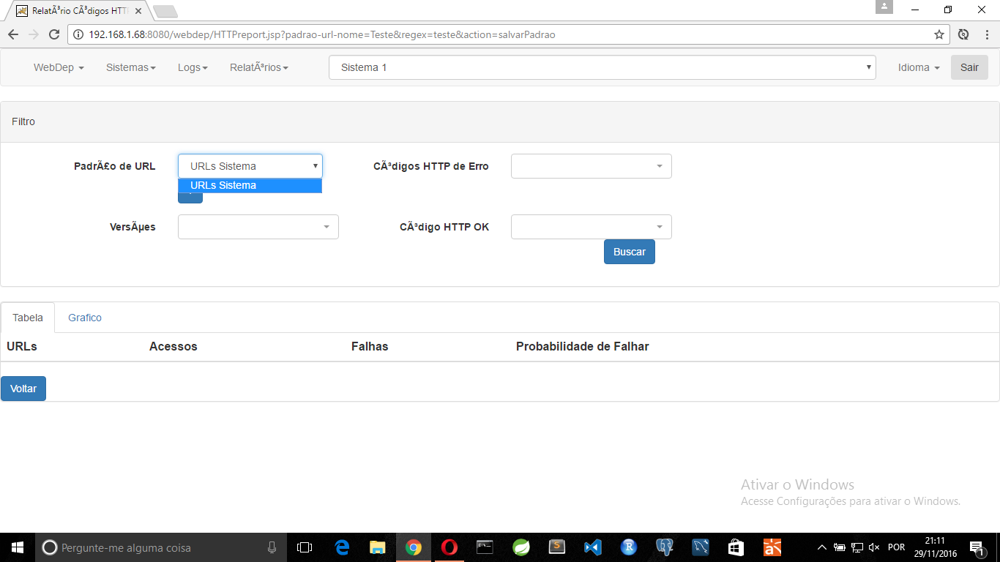 RelatÃ³rio CÃ³digos HTT
192.168.1.68:8080/webdep/HTTPreport.jsp?padrao-url-nome=Teste&regex=teste&action=salvarPadrao
WebDep Sistemas Logs RelatÃ³rios Sistema 1 Idioma Sair
Filtro
PadrÃ£o de URL URLs Sistema CÃ³digos HTTP de Erro
URLs Sistema
VersÃµes CÃ³digo HTTP OK
Buscar
Tabela Grafico
URLs Acessos Falhas Probabilidade de Falhar
Voltar
Ativar o Windows
Acesse Configurações para ativar o Windows.
Pergunte-me alguma coisa POR 21:11
29/11/2016 1